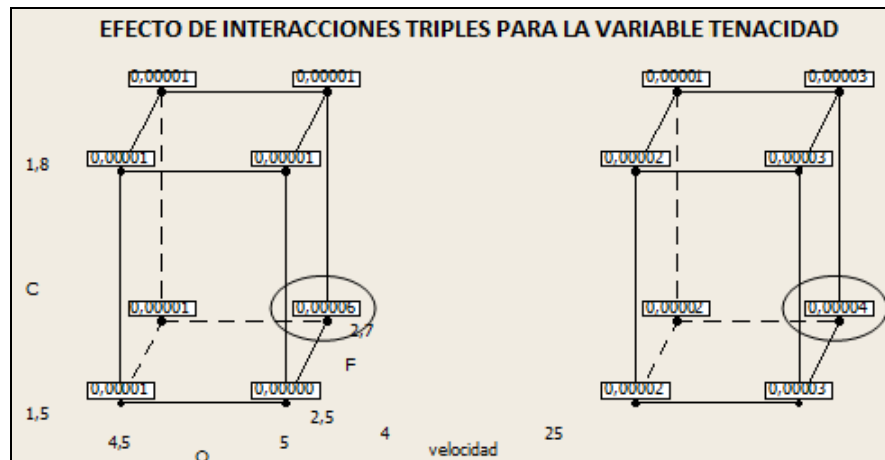 EFECTO DE INTERACCIONES TRIPLES PARA LA VARIABLE TENACIDAD
0,00001 0,00001 0,00001 0,00003
0,00001 0,00001 0,00002 0,00003
1,8
C
0,00001 0,00006 0,00002 0,00004
2,7
F
0,00001 0,00000 0,00002 0,00003
1,5
2,5
4,5 5 4 25
velocidad